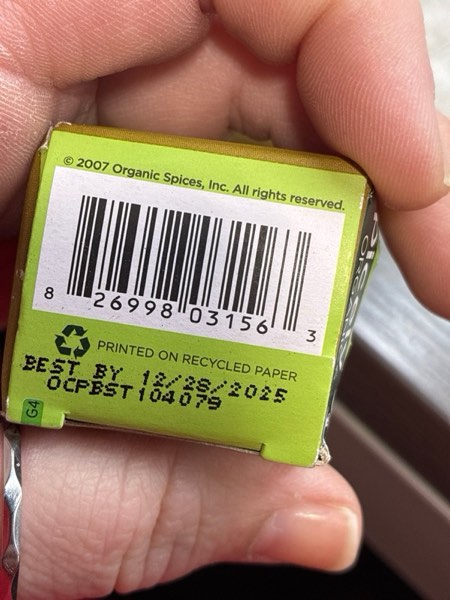 © 2007 Organic Spices, Inc. All rights reserved.
8 26998 03156 3
PRINTED ON RECYCLED PAPER
BEST BY 12/28/2025
OCPBST104079
G4